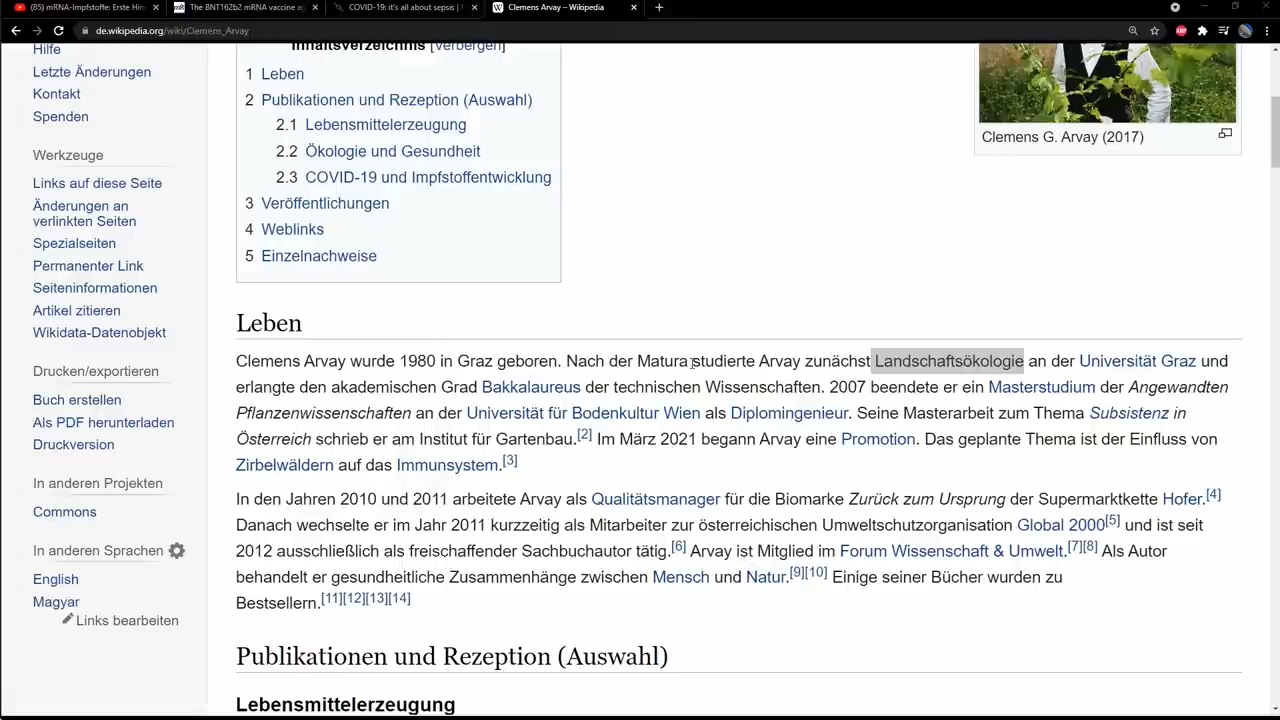 (85) mRNA-Impfstoffe: Erste Hin
The BNT162b2 mRNA vaccine ag
COVID-19: it's all about sepsis |
Clemens Arvay – Wikipedia
de.wikipedia.org/wiki/Clemens_Arvay
Hilfe
Letzte Änderungen
Kontakt
Spenden
Werkzeuge
Links auf diese Seite
Änderungen an
verlinkten Seiten
Spezialseiten
Permanenter Link
Seiteninformationen
Artikel zitieren
Wikidata-Datenobjekt
Drucken/exportieren
Buch erstellen
Als PDF herunterladen
Druckversion
In anderen Projekten
Commons
In anderen Sprachen
English
Magyar
Links bearbeiten
Inhaltsverzeichnis [Verbergen]
1 Leben
2 Publikationen und Rezeption (Auswahl)
2.1 Lebensmittelerzeugung
2.2 Ökologie und Gesundheit
2.3 COVID-19 und Impfstoffentwicklung
3 Veröffentlichungen
4 Weblinks
5 Einzelnachweise
Clemens G. Arvay (2017)
Leben
Clemens Arvay wurde 1980 in Graz geboren. Nach der Matura studierte Arvay zunächst Landschaftsökologie an der Universität Graz und
erlangte den akademischen Grad Bakkalaureus der technischen Wissenschaften. 2007 beendete er ein Masterstudium der Angewandten
Pflanzenwissenschaften an der Universität für Bodenkultur Wien als Diplomingenieur. Seine Masterarbeit zum Thema Subsistenz in
Österreich schrieb er am Institut für Gartenbau.[2] Im März 2021 begann Arvay eine Promotion. Das geplante Thema ist der Einfluss von
Zirbelwäldern auf das Immunsystem.[3]
In den Jahren 2010 und 2011 arbeitete Arvay als Qualitätsmanager für die Biomarke Zurück zum Ursprung der Supermarktkette Hofer.[4]
Danach wechselte er im Jahr 2011 kurzzeitig als Mitarbeiter zur österreichischen Umweltschutzorganisation Global 2000[5] und ist seit
2012 ausschließlich als freischaffender Sachbuchautor tätig.[6] Arvay ist Mitglied im Forum Wissenschaft & Umwelt.[7][8] Als Autor
behandelt er gesundheitliche Zusammenhänge zwischen Mensch und Natur.[9][10] Einige seiner Bücher wurden zu
Bestsellern.[11][12][13][14]
Publikationen und Rezeption (Auswahl)
Lebensmittelerzeugung